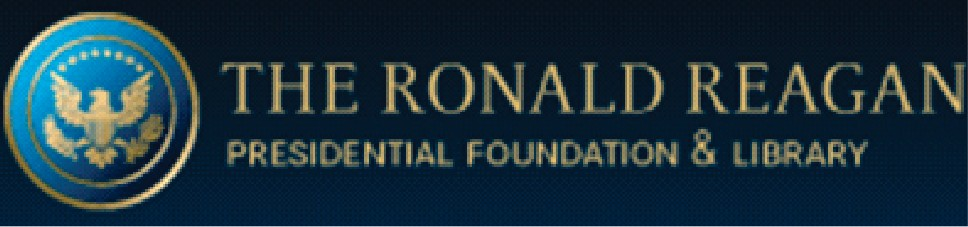 THE RONALD REAGAN
PRESIDENTIAL FOUNDATION & LIBRARY